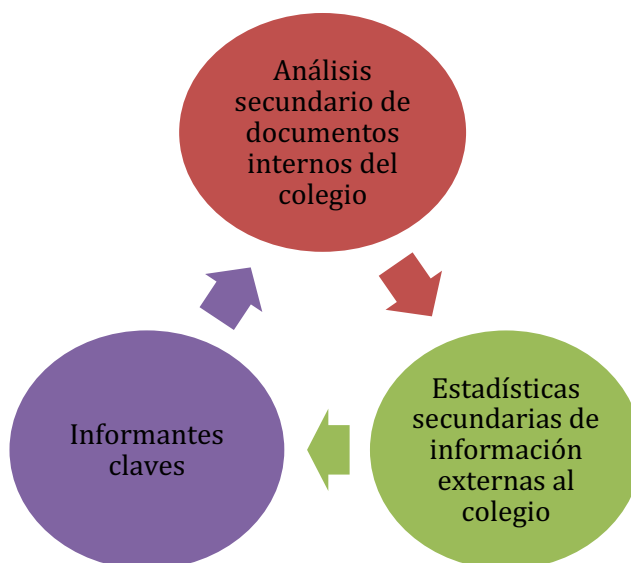 Análisis
secundario de
documentos
internos del
colegio
Estadísticas
secundarias de
información
externas al
colegio
Informantes
claves